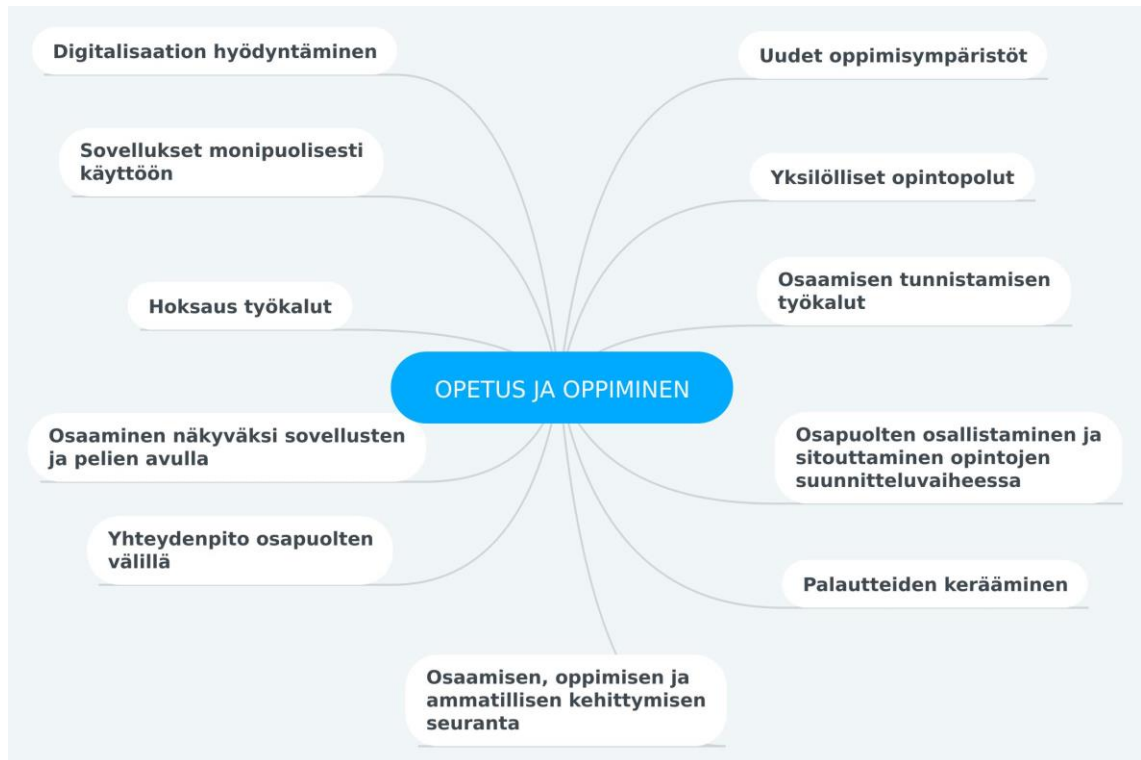 Digitalisaation hyödyntäminen
Sovellukset monipuolisesti
käyttöön
Hoksaus työkalut
Osaaminen näkyväksi sovellusten
ja pelien avulla
Yhteydenpito osapuolten
välillä
OPETUS JA OPPIMINEN
Uudet oppimisympäristöt
Yksilölliset opintopolut
Osaamisen tunnistamisen
työkalut
Osapuolten osallistaminen ja
sitouttaminen opintojen
suunnitteluvaiheessa
Palautteiden kerääminen
Osaamisen, oppimisen ja
ammatillisen kehittymisen
seuranta